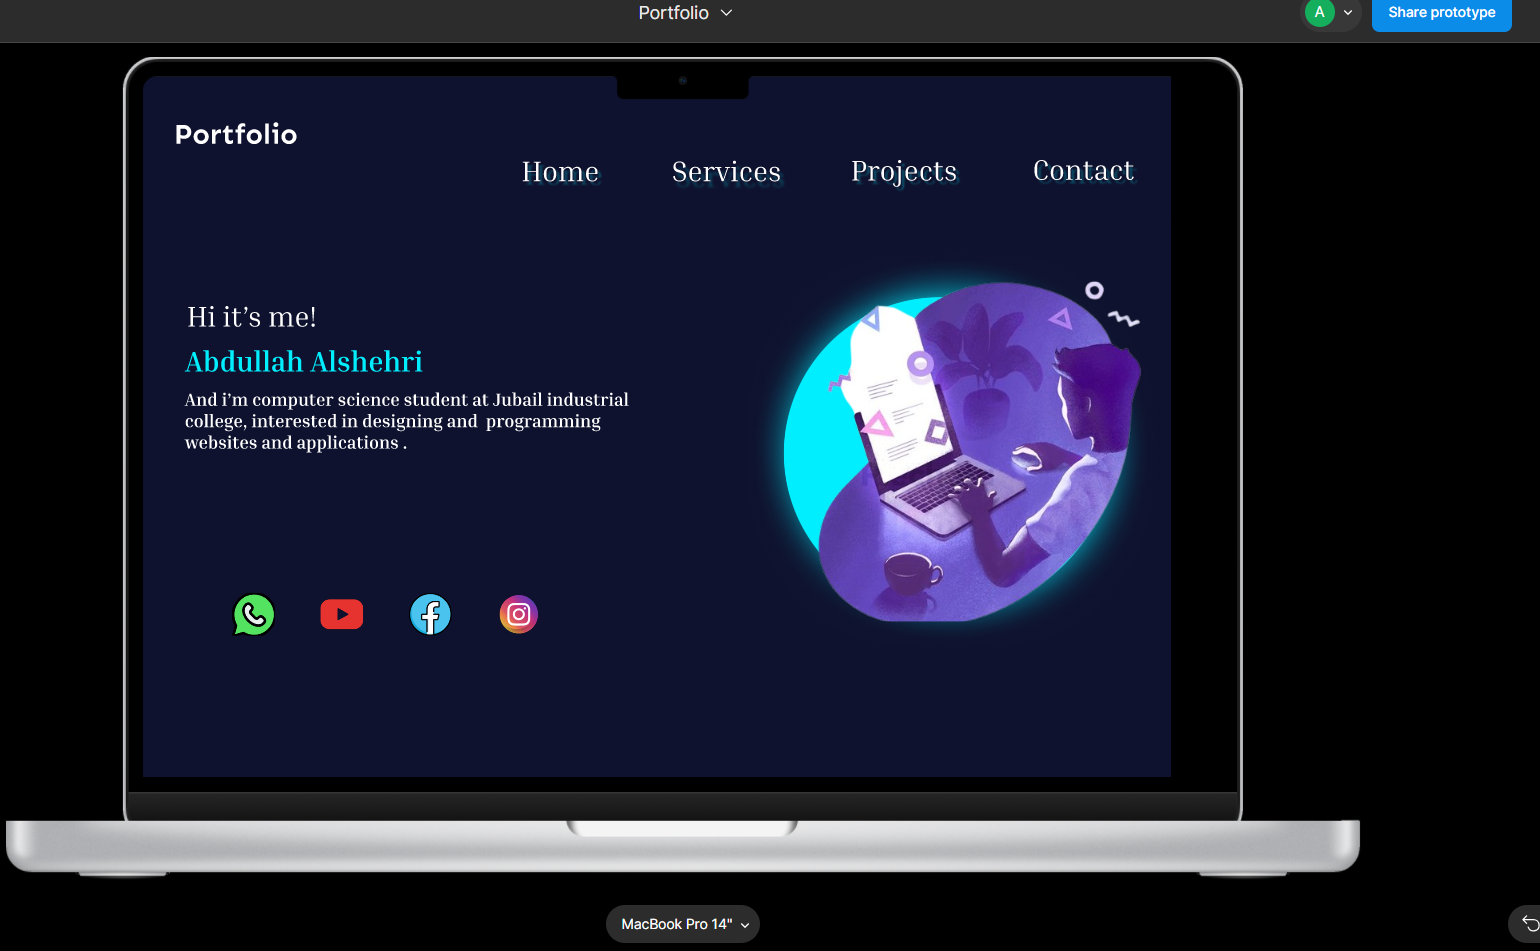 Portfolio
A
Share prototype
Portfolio
Home Services Projects Contact
Hi it’s me!
Abdullah Alshehri
And i’m computer science student at Jubail industrial
college, interested in designing and  programming
websites and applications .
MacBook Pro 14"